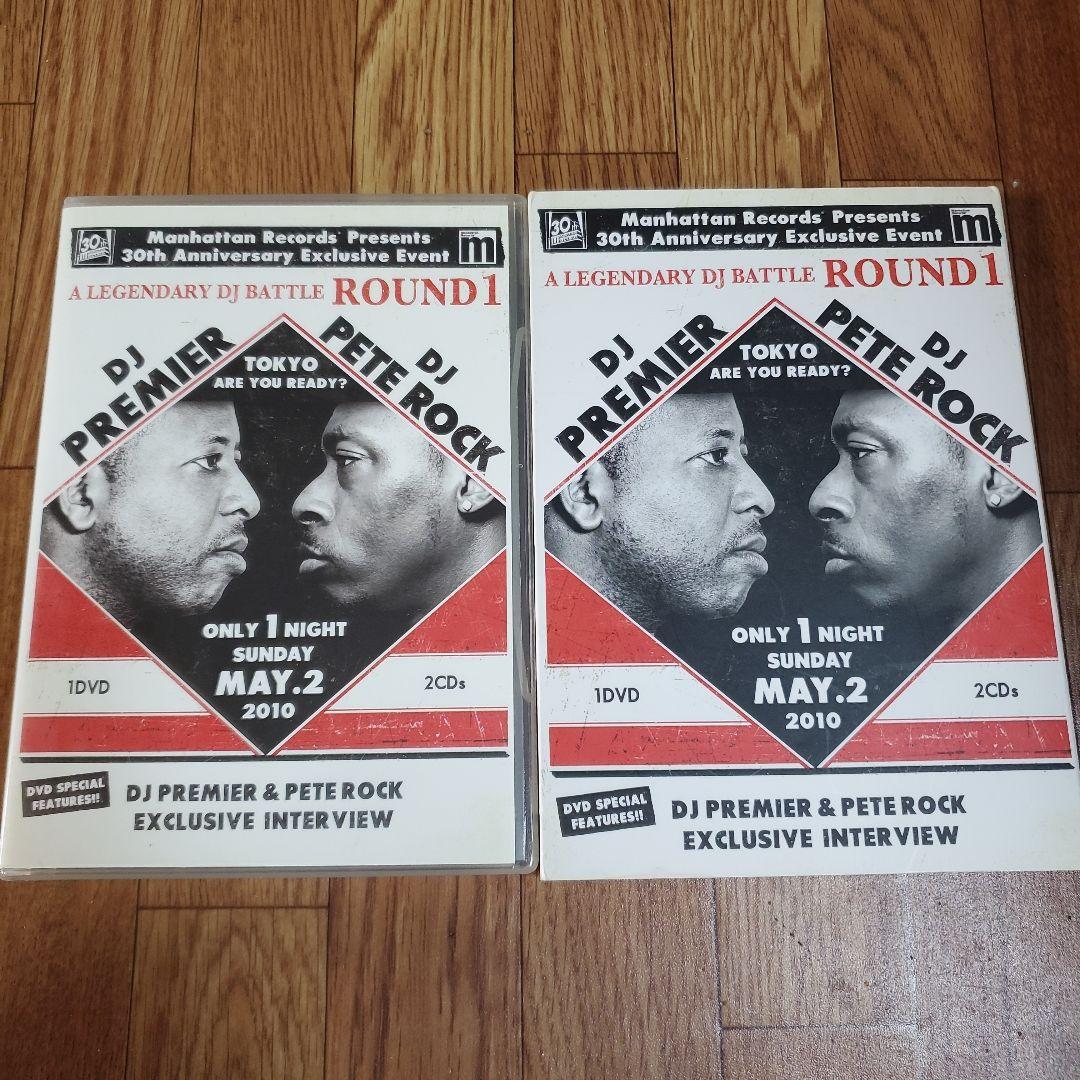 30th
Manhattan Records Presents
30th Anniversary Exclusive Event
m
A LEGENDARY DJ BATTLE ROUND 1
DJ PREMIER
DJ PETE ROCK
TOKYO
ARE YOU READY?
ONLY 1 NIGHT
SUNDAY
MAY.2
2010
1DVD
2CDs
DVD SPECIAL
FEATURES!!
DJ PREMIER & PETE ROCK
EXCLUSIVE INTERVIEW
30th
Manhattan Records Presents
30th Anniversary Exclusive Event
m
A LEGENDARY DJ BATTLE ROUND 1
DJ PREMIER
DJ PETE ROCK
TOKYO
ARE YOU READY?
ONLY 1 NIGHT
SUNDAY
MAY.2
2010
1DVD
2CDs
DVD SPECIAL
FEATURES!!
DJ PREMIER & PETE ROCK
EXCLUSIVE INTERVIEW